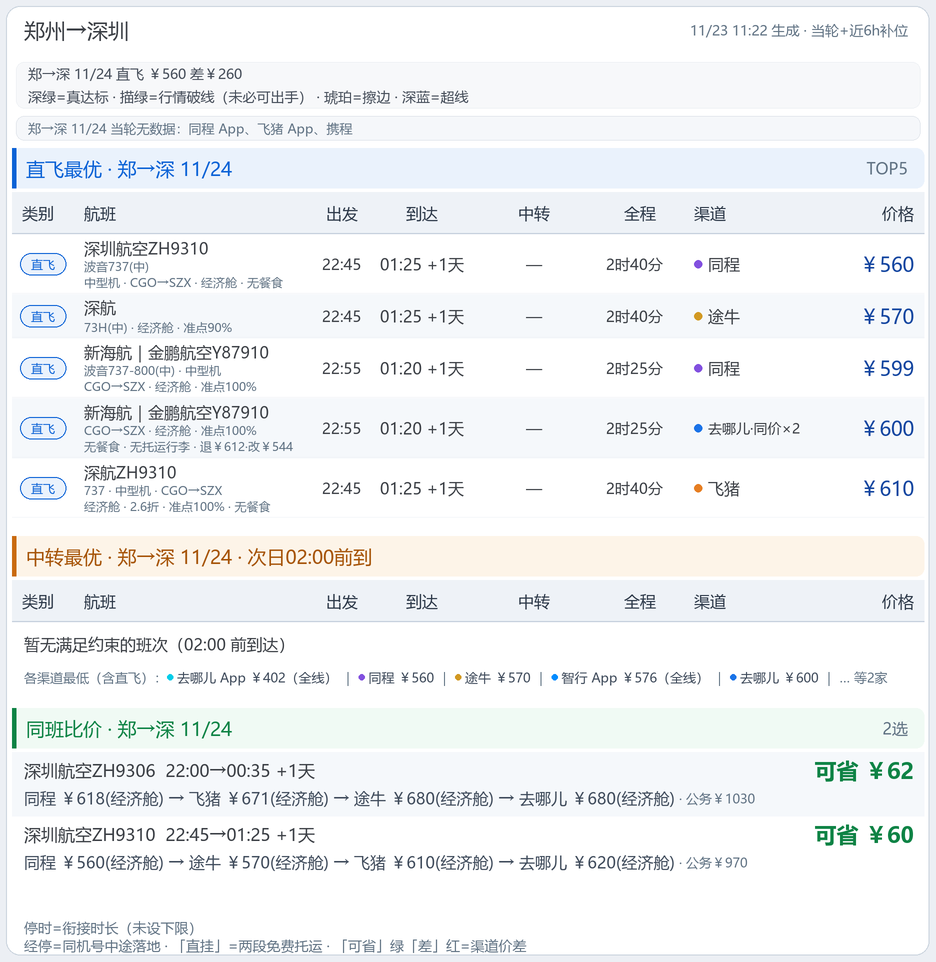 郑州→深圳
11/23 11:22 生成 · 当轮+近6h补位
郑→深 11/24 直飞 ￥560 差￥260
深绿=真达标 · 描绿=行情破线（未必可出手） · 琥珀=擦边 · 深蓝=超线
郑→深 11/24 当轮无数据：同程 App、飞猪 App、携程
直飞最优 · 郑→深 11/24 TOP5
类别 航班 出发 到达 中转 全程 渠道 价格
深圳航空ZH9310
波音737(中)
中型机 · CGO→SZX · 经济舱 · 无餐食
直飞 22:45 01:25 +1天 — 2时40分 同程 ￥560
深航
73H(中) · 经济舱 · 准点90%
直飞 22:45 01:25 +1天 — 2时40分 途牛 ￥570
新海航｜金鹏航空Y87910
波音737-800(中) · 中型机
CGO→SZX · 经济舱 · 准点100%
直飞 22:55 01:20 +1天 — 2时25分 同程 ￥599
新海航｜金鹏航空Y87910
CGO→SZX · 经济舱 · 准点100%
无餐食 · 无托运行李 · 退￥612·改￥544
直飞 22:55 01:20 +1天 — 2时25分 去哪儿·同价×2 ￥600
深航ZH9310
737 · 中型机 · CGO→SZX
经济舱 · 2.6折 · 准点100% · 无餐食
直飞 22:45 01:25 +1天 — 2时40分 飞猪 ￥610
中转最优 · 郑→深 11/24 · 次日02:00前到
类别 航班 出发 到达 中转 全程 渠道 价格
暂无满足约束的班次（02:00 前到达）
各渠道最低（含直飞）: 去哪儿 App ￥402（全线） | 同程 ￥560 | 途牛 ￥570 | 智行 App ￥576（全线） | 去哪儿 ￥600 | … 等2家
同班比价 · 郑→深 11/24 2选
深圳航空ZH9306 22:00→00:35 +1天 可省 ￥62
同程 ￥618(经济舱) → 飞猪 ￥671(经济舱) → 途牛 ￥680(经济舱) → 去哪儿 ￥680(经济舱) · 公务￥1030
深圳航空ZH9310 22:45→01:25 +1天 可省 ￥60
同程 ￥560(经济舱) → 途牛 ￥570(经济舱) → 飞猪 ￥610(经济舱) → 去哪儿 ￥620(经济舱) · 公务￥970
停时=衔接时长（未设下限）
经停=同机号中途落地 · 「直挂」=两段免费托运 · 「可省」绿「差」红=渠道价差